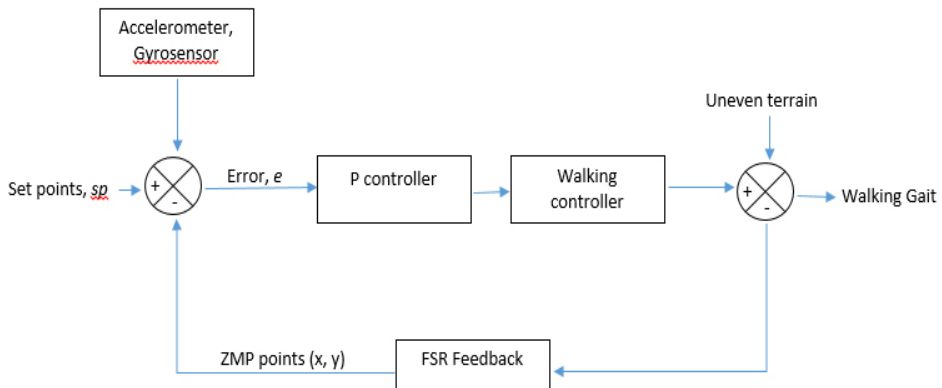 Accelerometer,
Gyrosensor
Uneven terrain
Set points, sp
+
-
Error, e
P controller
Walking
controller
+
-
Walking Gait
ZMP points (x, y)
FSR Feedback